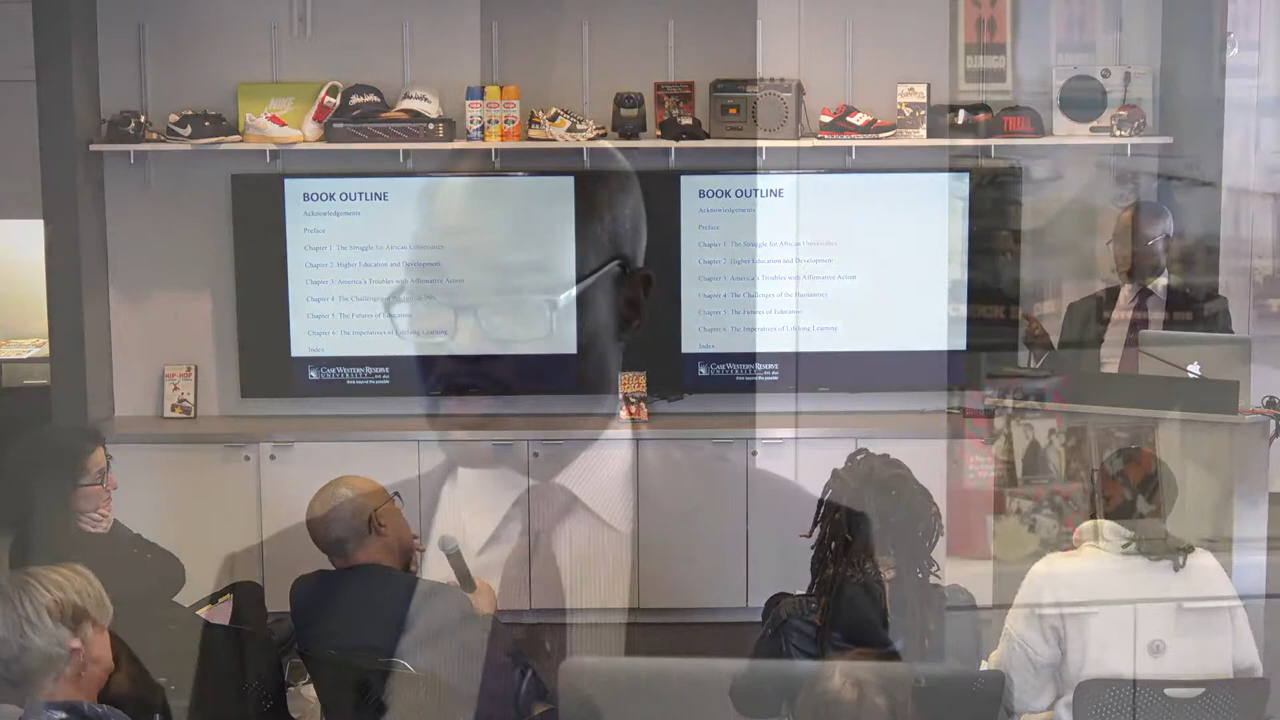 DJANGO
NIKE
TRILL
HIP-HOP
BOOK OUTLINE
Acknowledgements
Preface
Chapter 1: The Struggle for African Universities
Chapter 2: Higher Education and Development
Chapter 3: America's Troubles with Affirmative Action
Chapter 4: The Challenges
Chapter 5: The Futures of Education
Chapter 6: The Imperatives of Lifelong Learning
Index
CASE WESTERN RESERVE
UNIVERSITY
think beyond the possible
BOOK OUTLINE
Acknowledgements
Preface
Chapter 1: The Struggle for African Universities
Chapter 2: Higher Education and Development
Chapter 3: America's Troubles with Affirmative Action
Chapter 4: The Challenges of the Humanities
Chapter 5: The Futures of Education
Chapter 6: The Imperatives of Lifelong Learning
Index
CASE WESTERN RESERVE
UNIVERSITY
think beyond the possible